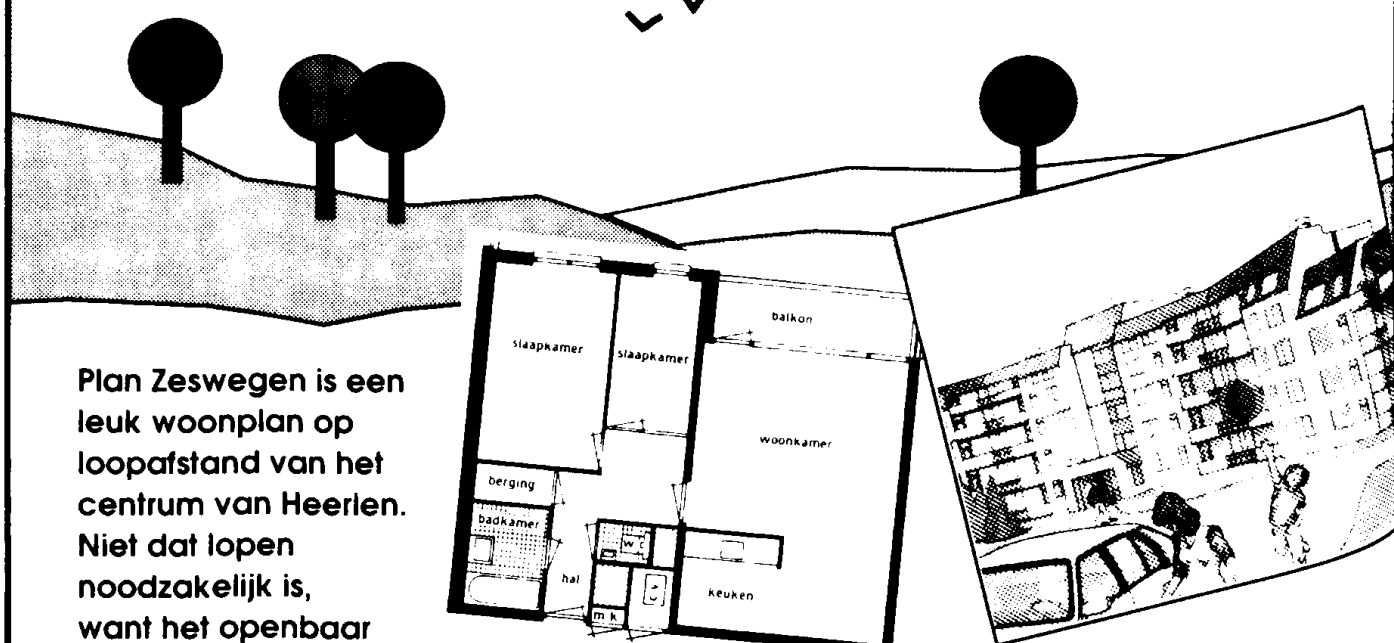 Plan Zeswegen is een
leuk woonplan op
loopafstand van het
centrum van Heerlen.
Niet dat lopen
noodzakelijk is,
want het openbaar
slaapkamer
slaapkamer
balkon
woonkamer
berging
badkamer
wc
hal
keuken
mk